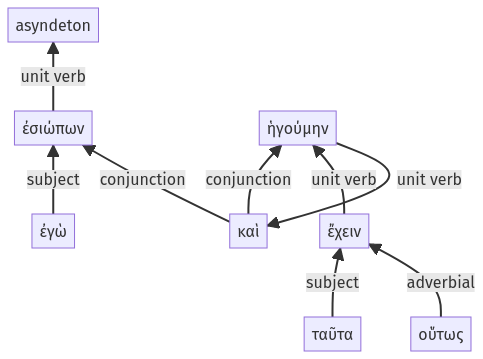 asyndeton
unit verb
ἐσιώπων ἡγούμην
subject conjunction conjunction unit verb unit verb
ἐγὼ καὶ ἔχειν
subject adverbial
ταῦτα οὕτως